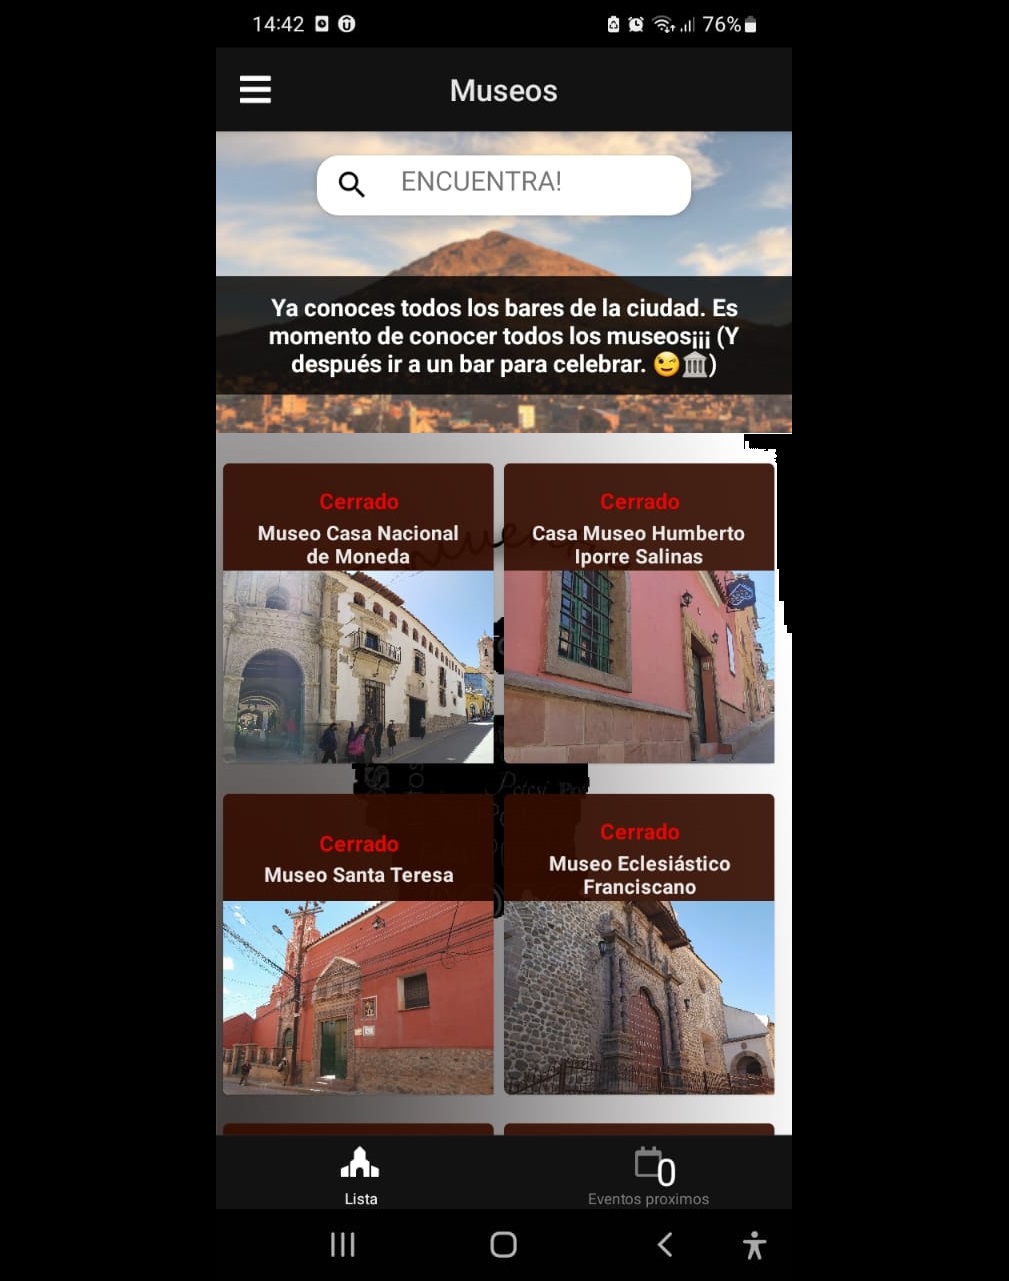 14:42 76%
Museos
ENCUENTRA!
Ya conoces todos los bares de la ciudad. Es
momento de conocer todos los museos¡¡¡ (Y
después ir a un bar para celebrar. 😉🏛️)
Cerrado
Museo Casa Nacional
de Moneda
Cerrado
Casa Museo Humberto
Iporre Salinas
Cerrado
Museo Santa Teresa
Cerrado
Museo Eclesiástico
Franciscano
Lista
0
Eventos proximos